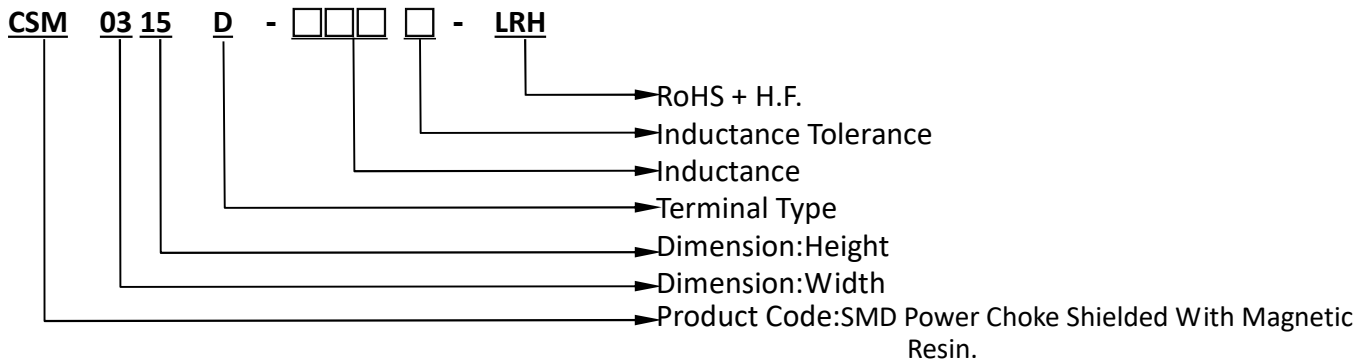 CSM 03 15 D - □□□ □ - LRH
RoHS + H.F.
Inductance Tolerance
Inductance
Terminal Type
Dimension:Height
Dimension:Width
Product Code:SMD Power Choke Shielded With Magnetic
Resin.